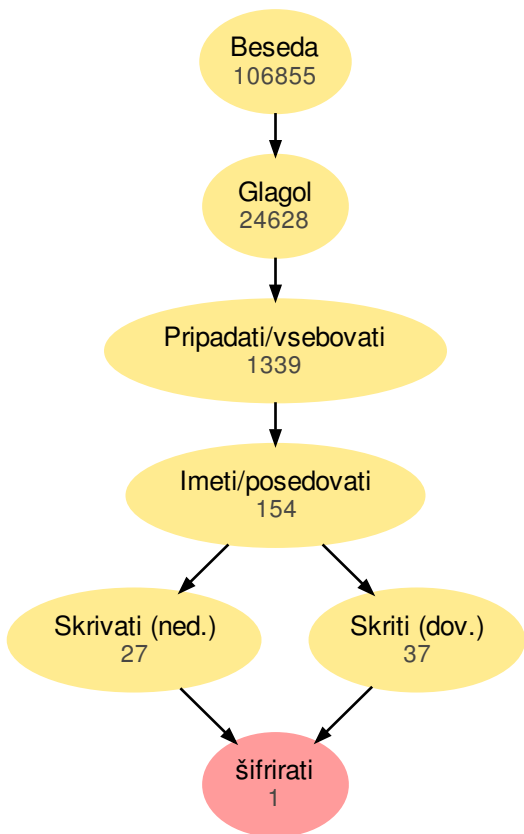 Beseda
106855
Glagol
24628
Pripadati/vsebovati
1339
Imeti/posedovati
154
Skrivati (ned.)
27
Skriti (dov.)
37
šifrirati
1